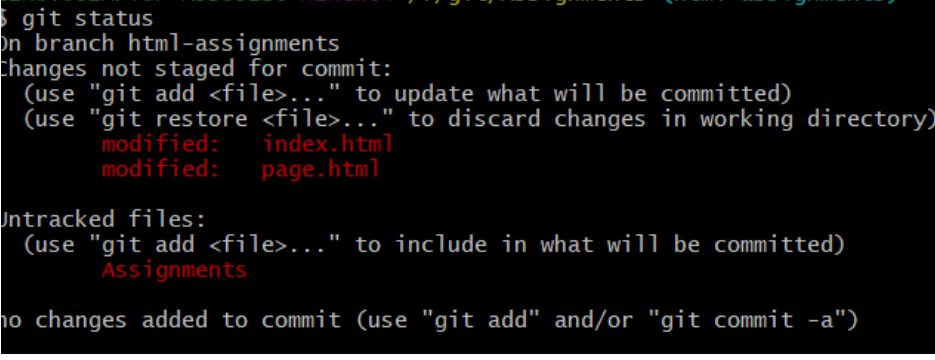 $ git status
On branch html-assignments
Changes not staged for commit:
  (use "git add <file>..." to update what will be committed)
  (use "git restore <file>..." to discard changes in working directory)
        modified:   index.html
        modified:   page.html

Untracked files:
  (use "git add <file>..." to include in what will be committed)
        Assignments

no changes added to commit (use "git add" and/or "git commit -a")